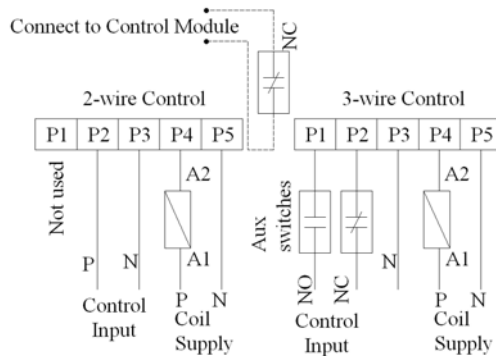 Connect to Control Module
NC
2-wire Control
3-wire Control
P1 P2 P3 P4 P5
P1 P2 P3 P4 P5
Not used
A2
Aux
switches
A2
P
N
A1
N
A1
P N
NO
NC
P N
Control
Input
Coil
Supply
Control
Input
Coil
Supply